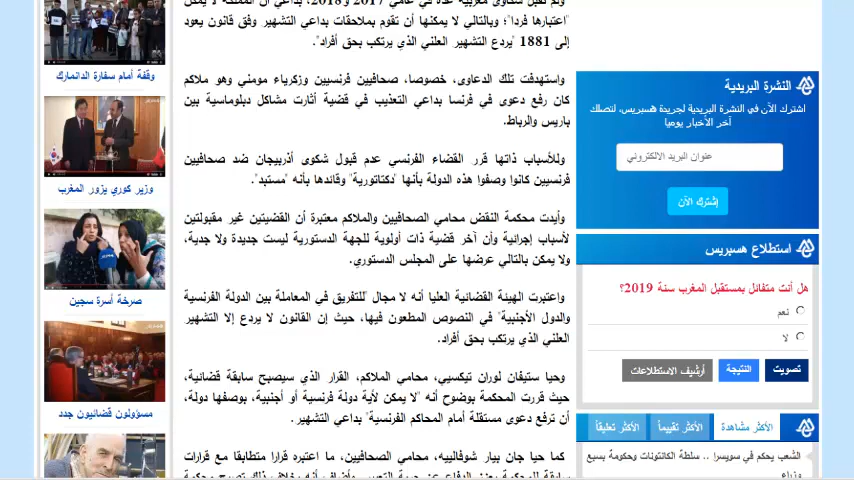 "اعتبارها فردا"؛ وبالتالي لا يمكنها أن تقوم بملاحقات بداعي التشهير وفق قانون يعود
إلى 1881 "يردع التشهير العلني الذي يرتكب بحق أفراد".
واستهدفت تلك الدعاوى، خصوصا، صحافيين فرنسيين وزكرياء مومني وهو ملاكم
كان رفع دعوى في فرنسا بداعي التعذيب في قضية أثارت مشاكل دبلوماسية بين
باريس والرباط.
وللأسباب ذاتها قرر القضاء الفرنسي عدم قبول شكوى أذربيجان ضد صحافيين
فرنسيين كانوا وصفوا هذه الدولة بأنها "دكتاتورية" وقائدها بأنه "مستبد".
وأيدت محكمة النقض محامي الصحافيين والملاكم معتبرة أن القضيتين غير مقبولتين
لأسباب إجرائية وأن آخر قضية ذات أولوية للجهة الدستورية ليست جديدة ولا جدية،
ولا يمكن بالتالي عرضها على المجلس الدستوري.
واعتبرت الهيئة القضائية العليا أنه لا مجال "للتفريق في المعاملة بين الدولة الفرنسية
والدول الأجنبية" في النصوص المطعون فيها، حيث إن القانون لا يردع إلا التشهير
العلني الذي يرتكب بحق أفراد.
وحيا ستيفان لوران تيكسيي، محامي الملاكم، القرار الذي سيصبح سابقة قضائية،
حيث قررت المحكمة بوضوح أنه "لا يمكن لأية دولة فرنسية أو أجنبية، بوصفها دولة،
أن ترفع دعوى مستقلة أمام المحاكم الفرنسية" بداعي التشهير.
كما حيا جان بيار شوفالييه، محامي الصحافيين، ما اعتبره قرارا متطابقا مع قرارات
النشرة البريدية
اشترك الآن في النشرة البريدية لجريدة هسبريس، لتصلك
آخر الأخبار يوميا
عنوان البريد الالكتروني
إشترك الآن
استطلاع هسبريس
هل أنت متفائل بمستقبل المغرب سنة 2019؟
نعم
لا
تصويت
النتيجة
أرشيف الاستطلاعات
الأكثر مشاهدة
الأكثر تقييماً
الأكثر تعليقاً
الشعب يحكم في سويسرا .. سلطة الكانتونات وحكومة بسبع
وقفة أمام سفارة الدانمارك
وزير كوري يزور المغرب
صرخة أسرة سجين
مسؤولون قضائيون جدد